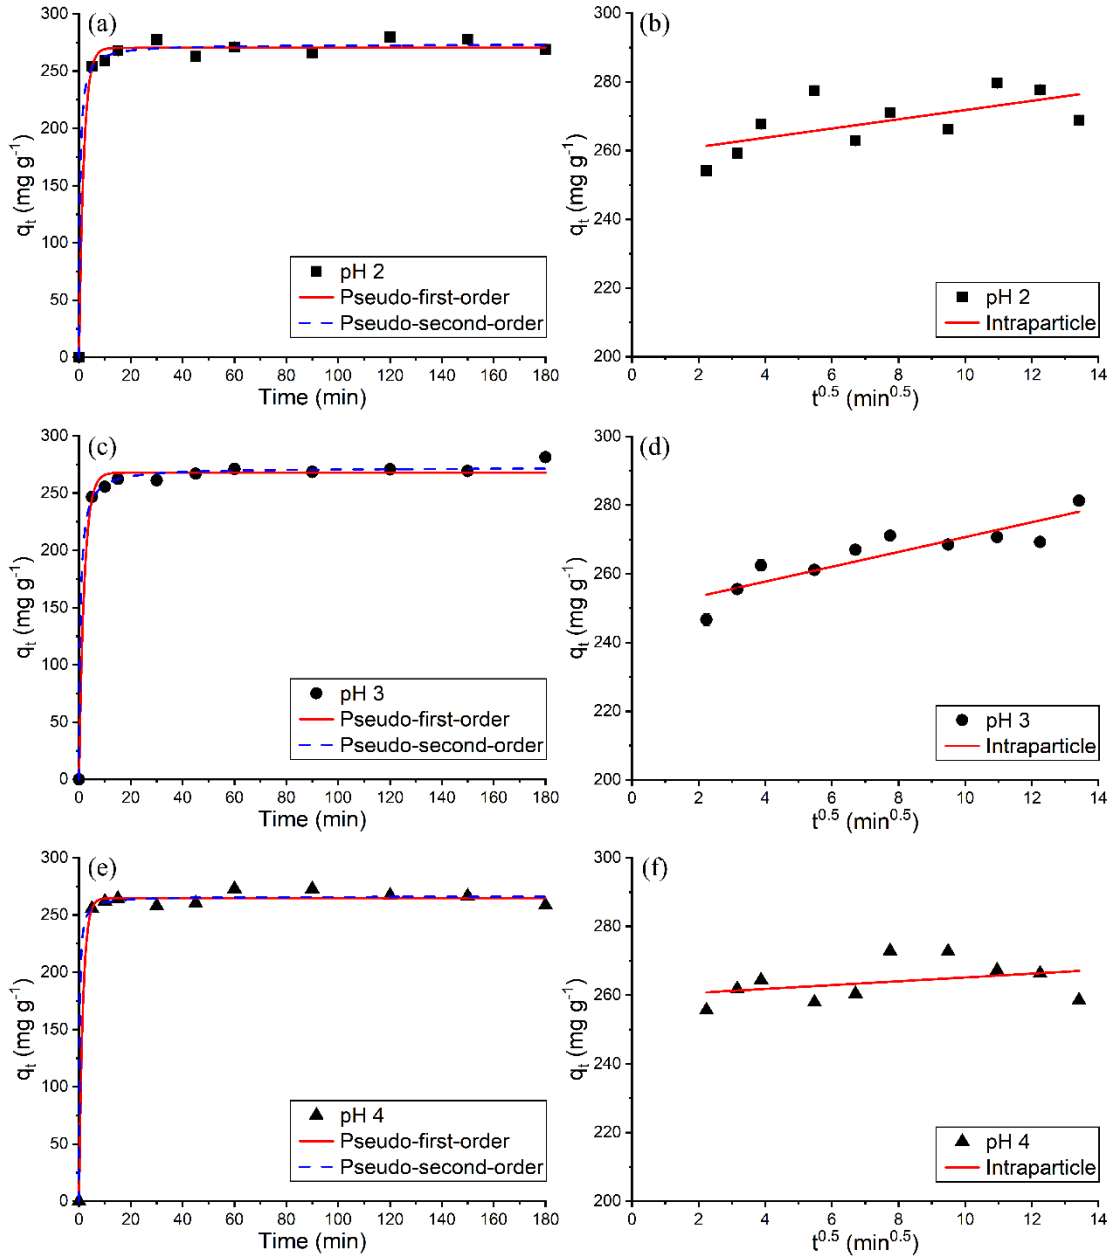 (a)
300
250
200
150
100
50
0
qt (mg g-1)
pH 2
Pseudo-first-order
Pseudo-second-order
0 20 40 60 80 100 120 140 160 180
Time (min)
(b)
300
280
260
240
220
200
qt (mg g-1)
pH 2
Intraparticle
0 2 4 6 8 10 12 14
t0.5 (min0.5)
(c)
300
250
200
150
100
50
0
qt (mg g-1)
pH 3
Pseudo-first-order
Pseudo-second-order
0 20 40 60 80 100 120 140 160 180
Time (min)
(d)
300
280
260
240
220
200
qt (mg g-1)
pH 3
Intraparticle
0 2 4 6 8 10 12 14
t0.5 (min0.5)
(e)
300
250
200
150
100
50
0
qt (mg g-1)
pH 4
Pseudo-first-order
Pseudo-second-order
0 20 40 60 80 100 120 140 160 180
Time (min)
(f)
300
280
260
240
220
200
qt (mg g-1)
pH 4
Intraparticle
0 2 4 6 8 10 12 14
t0.5 (min0.5)